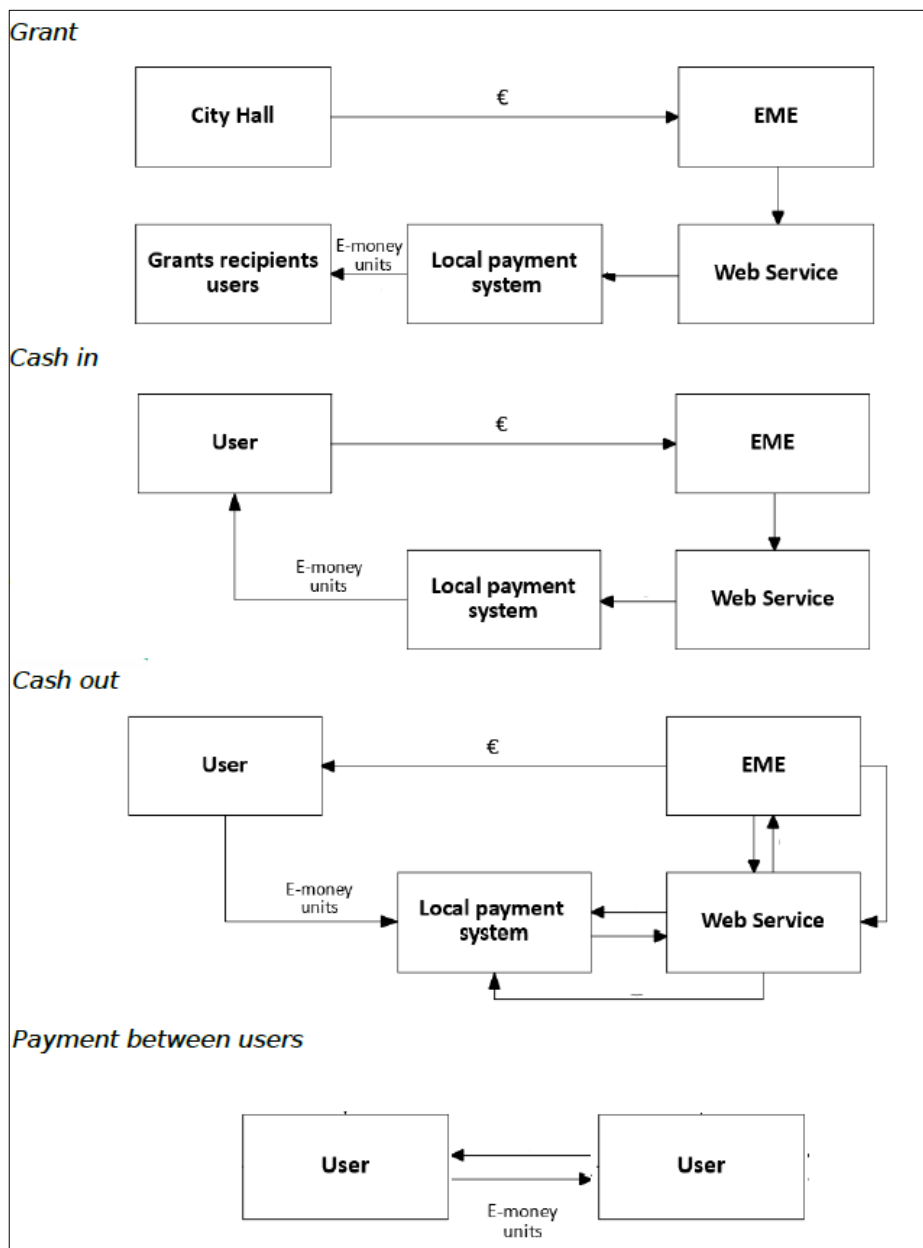 Grant
€
City Hall
EME
E-money
units
Grants recipients
users
Local payment
system
Web Service
Cash in
€
User
EME
E-money
units
Local payment
system
Web Service
Cash out
€
User
EME
E-money
units
Local payment
system
Web Service
Payment between users
User
User
E-money
units